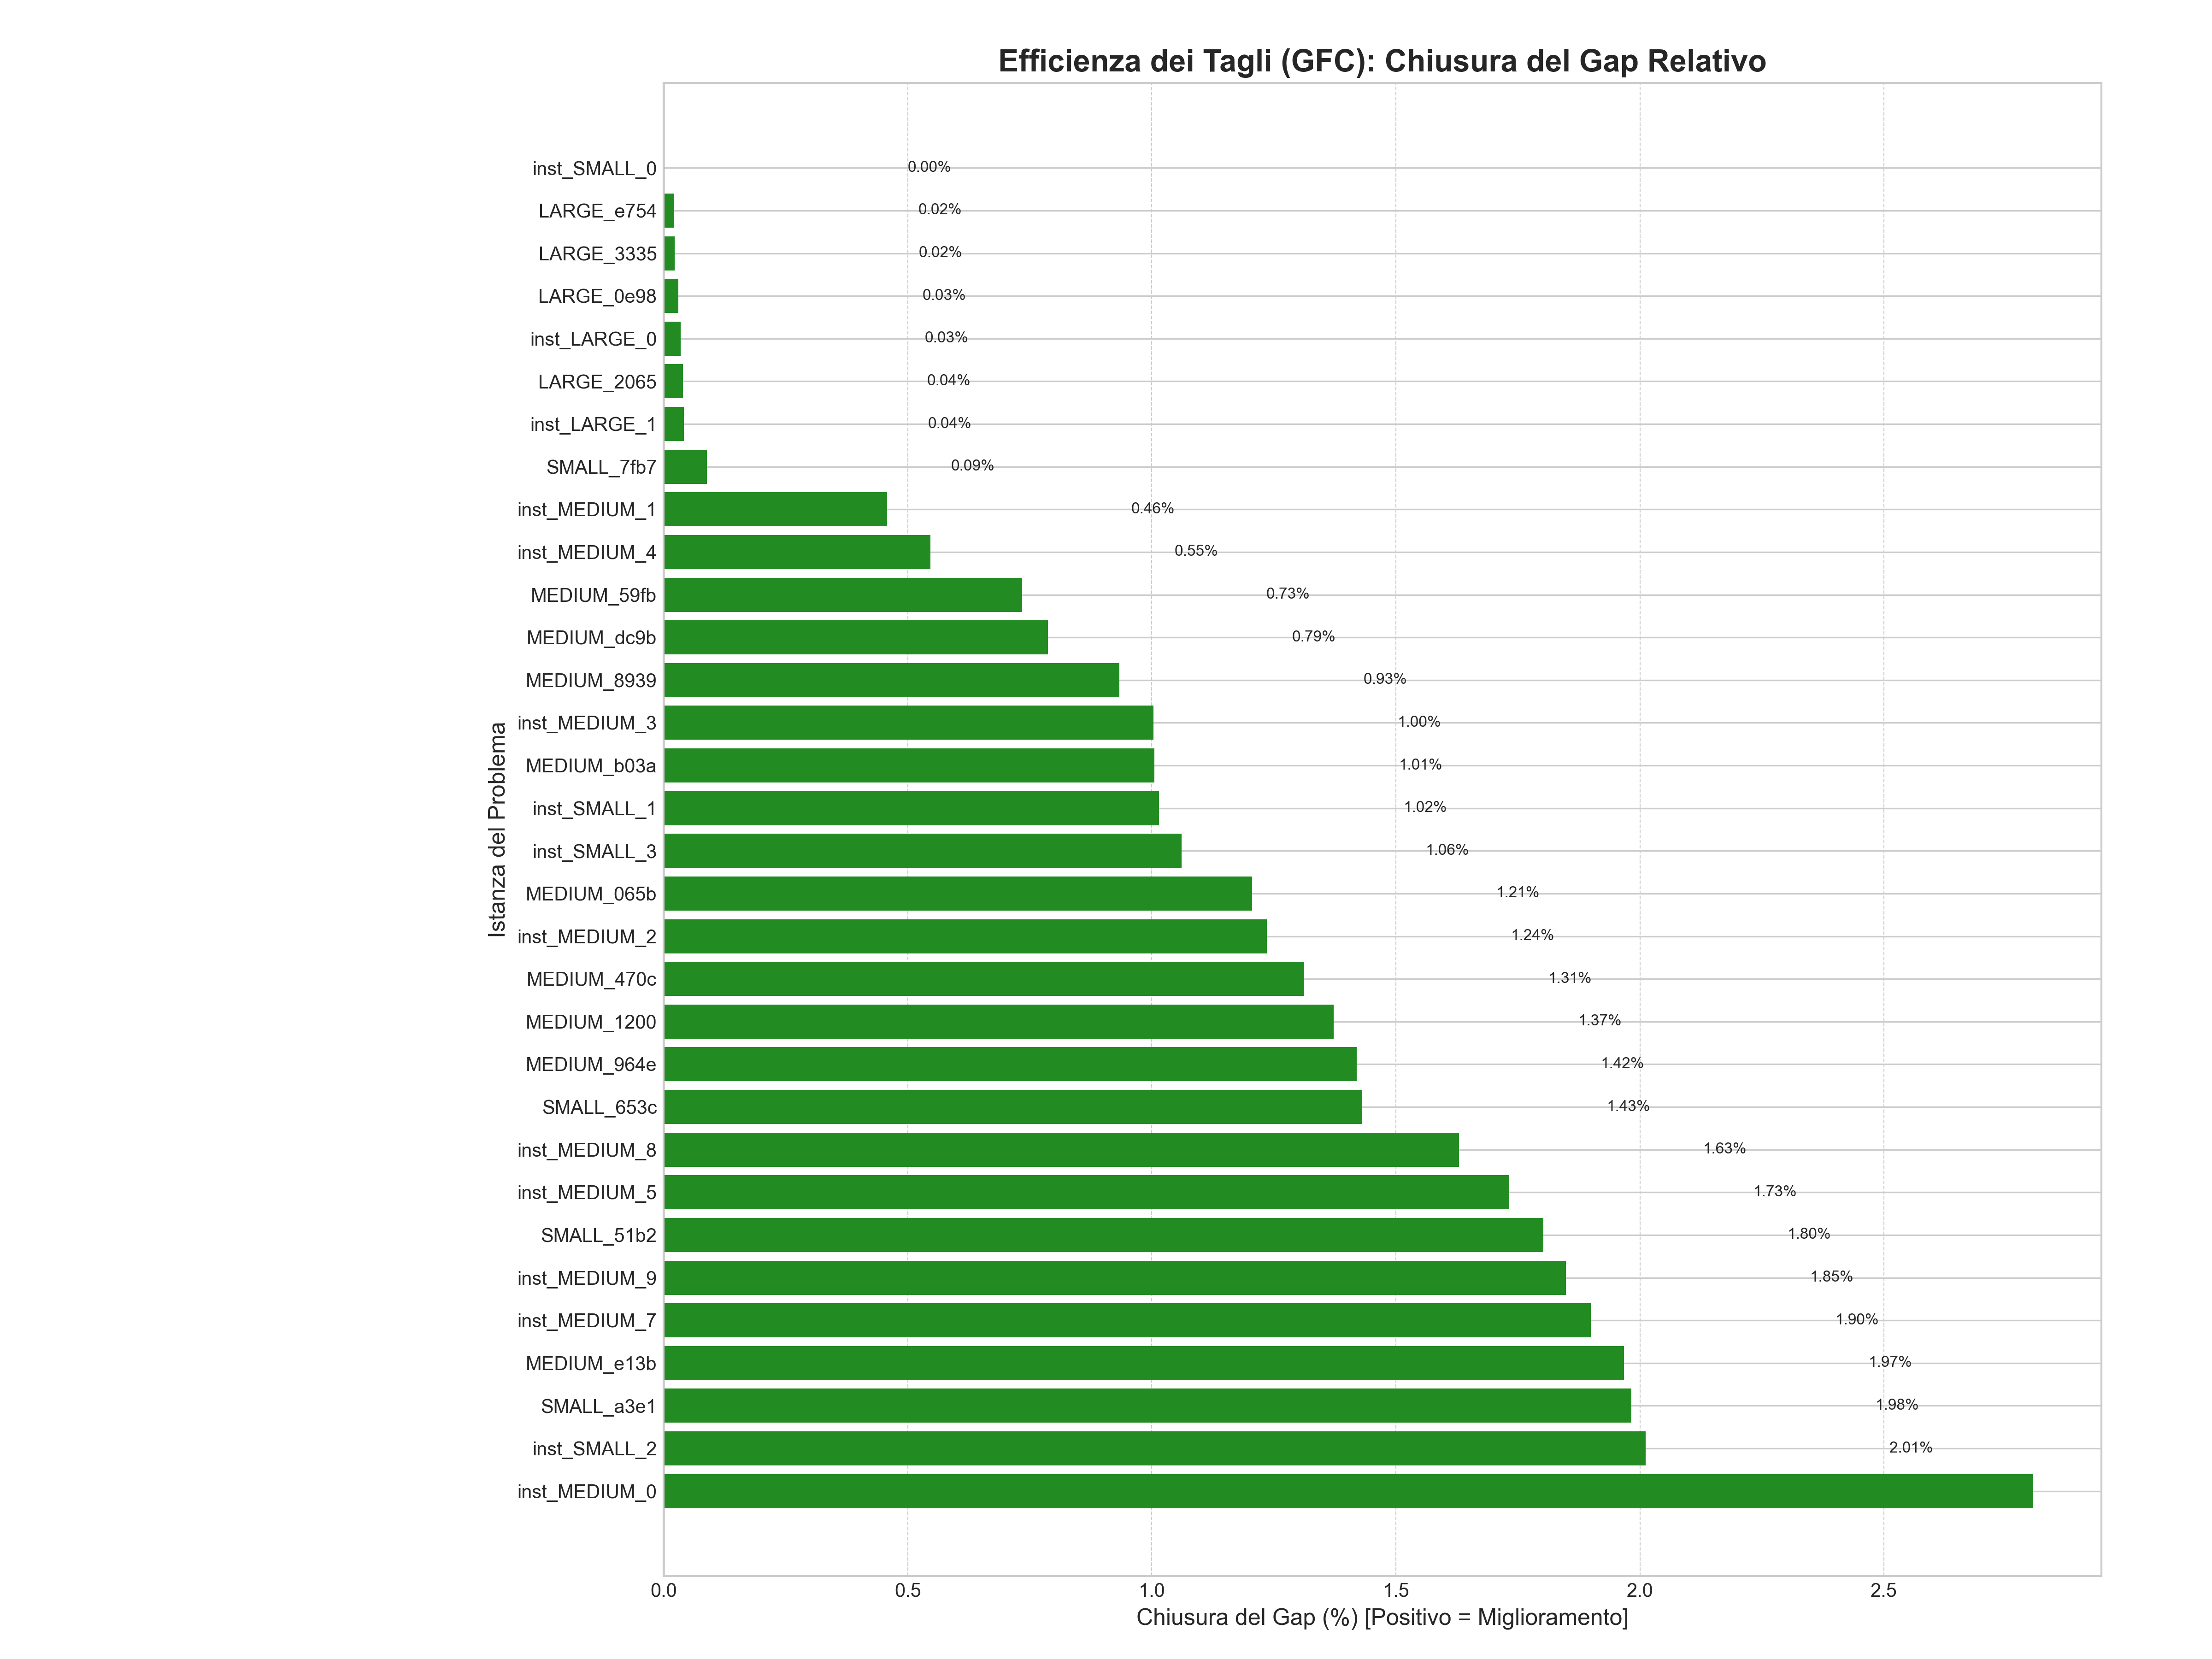 Efficienza dei Tagli (GFC): Chiusura del Gap Relativo
Istanza del Problema
inst_SMALL_0 0.00%
LARGE_e754 0.02%
LARGE_3335 0.02%
LARGE_0e98 0.03%
inst_LARGE_0 0.03%
LARGE_2065 0.04%
inst_LARGE_1 0.04%
SMALL_7fb7 0.09%
inst_MEDIUM_1 0.46%
inst_MEDIUM_4 0.55%
MEDIUM_59fb 0.73%
MEDIUM_dc9b 0.79%
MEDIUM_8939 0.93%
inst_MEDIUM_3 1.00%
MEDIUM_b03a 1.01%
inst_SMALL_1 1.02%
inst_SMALL_3 1.06%
MEDIUM_065b 1.21%
inst_MEDIUM_2 1.24%
MEDIUM_470c 1.31%
MEDIUM_1200 1.37%
MEDIUM_964e 1.42%
SMALL_653c 1.43%
inst_MEDIUM_8 1.63%
inst_MEDIUM_5 1.73%
SMALL_51b2 1.80%
inst_MEDIUM_9 1.85%
inst_MEDIUM_7 1.90%
MEDIUM_e13b 1.97%
SMALL_a3e1 1.98%
inst_SMALL_2 2.01%
inst_MEDIUM_0
0.0 0.5 1.0 1.5 2.0 2.5
Chiusura del Gap (%) [Positivo = Miglioramento]